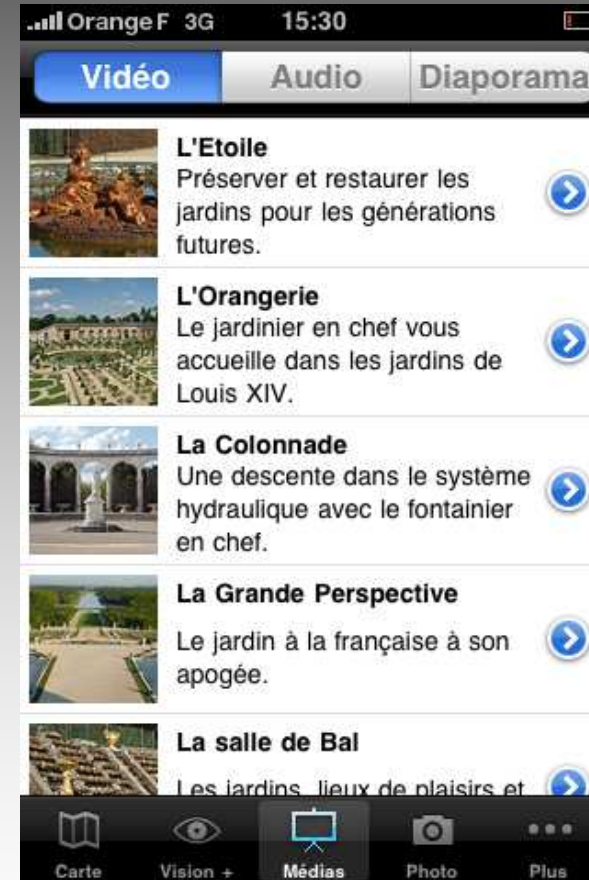 Orange F 3G 15:30
Vidéo Audio Diaporama
L'Etoile
Préserver et restaurer les
jardins pour les générations
futures.
L'Orangerie
Le jardinier en chef vous
accueille dans les jardins de
Louis XIV.
La Colonnade
Une descente dans le système
hydraulique avec le fontainier
en chef.
La Grande Perspective
Le jardin à la française à son
apogée.
La salle de Bal
Les jardins, lieux de plaisirs et
Carte Vision + Médias Photo Plus